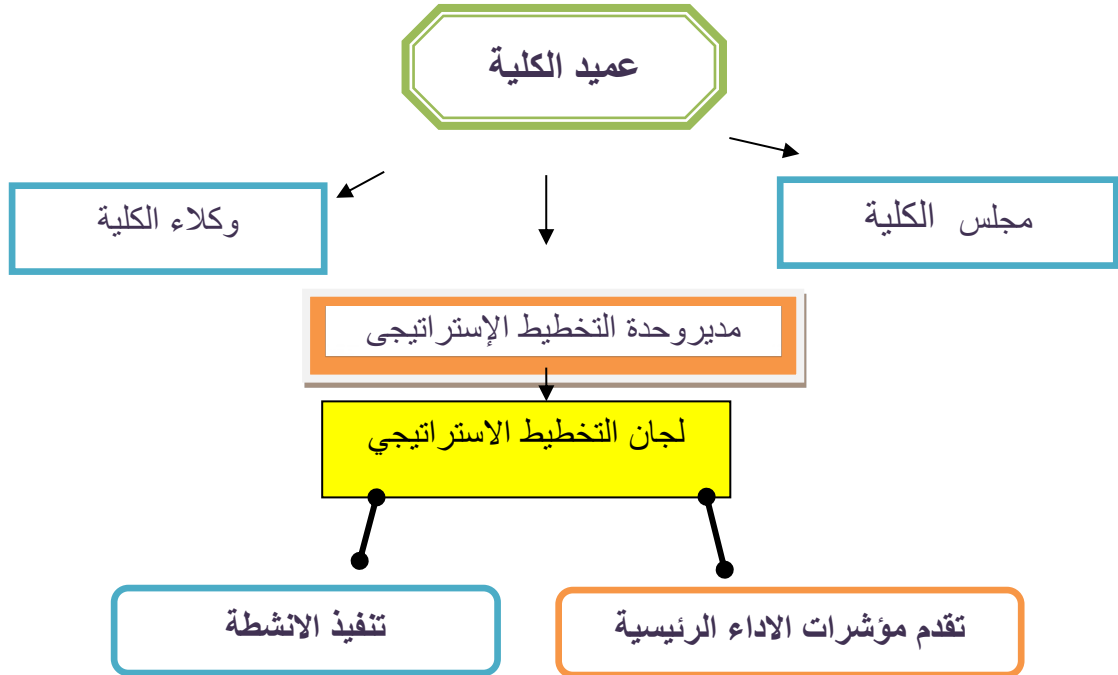 عميد الكلية
مجلس الكلية
وكلاء الكلية
مديروحدة التخطيط الإستراتيجى
لجان التخطيط الاستراتيجي
تقدم مؤشرات الاداء الرئيسية
تنفيذ الانشطة